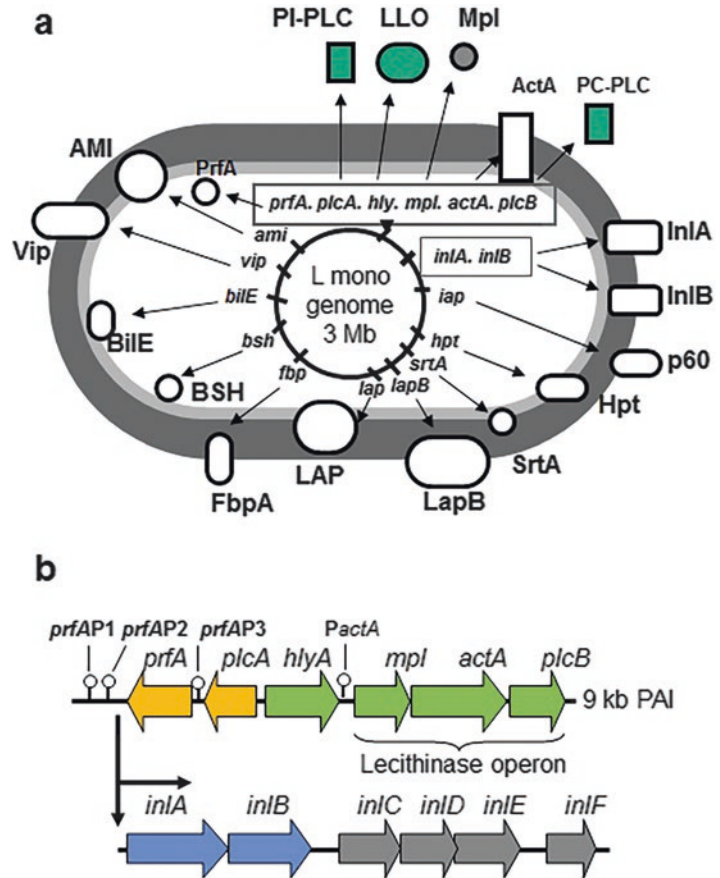 a
PI-PLC LLO Mpl
ActA PC-PLC
AMI
PrfA
prfA. plcA. hly. mpl. actA. plcB
Vip
ami
vip
inlA. inlB
InlA
InlB
L mono
genome
3 Mb
bilE
iap
BilE
bsh
hpt
p60
fbp
srtA
lap
lapB
BSH
Hpt
FbpA
LAP
LapB
SrtA
b
prfAP1 prfAP2 prfAP3 PactA
prfA plcA hlyA mpl actA plcB
9 kb PAI
Lecithinase operon
inlA inlB inlC inlD inlE inlF